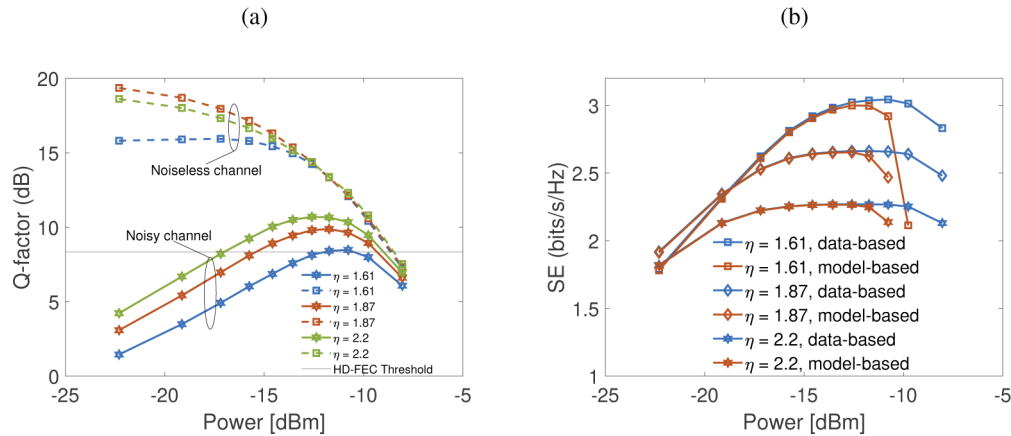 (a)
(b)
Q-factor (dB)
20
15
10
5
0
Noiseless channel
Noisy channel
η = 1.61
η = 1.61
η = 1.87
η = 1.87
η = 2.2
η = 2.2
HD-FEC Threshold
-25
-20
-15
-10
-5
Power [dBm]
SE (bits/s/Hz)
3
2.5
2
1.5
1
η = 1.61, data-based
η = 1.61, model-based
η = 1.87, data-based
η = 1.87, model-based
η = 2.2, data-based
η = 2.2, model-based
-25
-20
-15
-10
-5
Power [dBm]